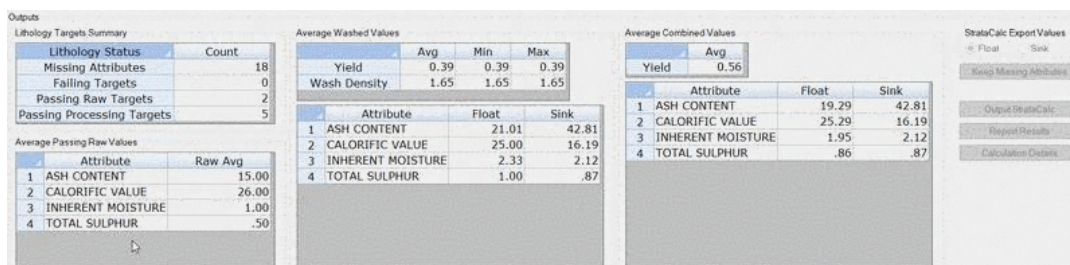 Outputs
Lithology Targets Summary
Lithology Status Count
Missing Attributes 18
Failing Targets 0
Passing Raw Targets 2
Passing Processing Targets 5
Average Passing Raw Values
Attribute Raw Avg
1 ASH CONTENT 15.00
2 CALORIFIC VALUE 26.00
3 INHERENT MOISTURE 1.00
4 TOTAL SULPHUR .50
Average Washed Values
Avg Min Max
Yield 0.39 0.39 0.39
Wash Density 1.65 1.65 1.65
Attribute Float Sink
1 ASH CONTENT 21.01 42.81
2 CALORIFIC VALUE 25.00 16.19
3 INHERENT MOISTURE 2.33 2.12
4 TOTAL SULPHUR 1.00 .87
Average Combined Values
Avg
Yield 0.56
Attribute Float Sink
1 ASH CONTENT 19.29 42.81
2 CALORIFIC VALUE 25.29 16.19
3 INHERENT MOISTURE 1.95 2.12
4 TOTAL SULPHUR .86 .87
StrataCalc Export Values
Float Sink
Keep Missing Attributes
Output StrataCalc
Report Results
Calculation Details